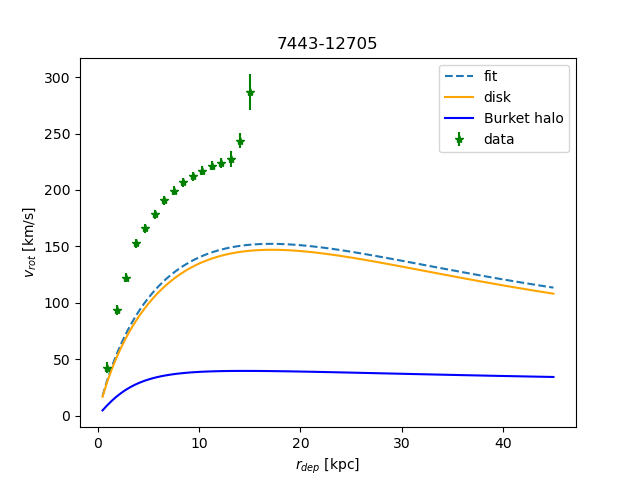 7443-12705
300
250
200
150
100
50
0
v_rot [km/s]
fit
disk
Burket halo
data
0 10 20 30 40
r_dep [kpc]